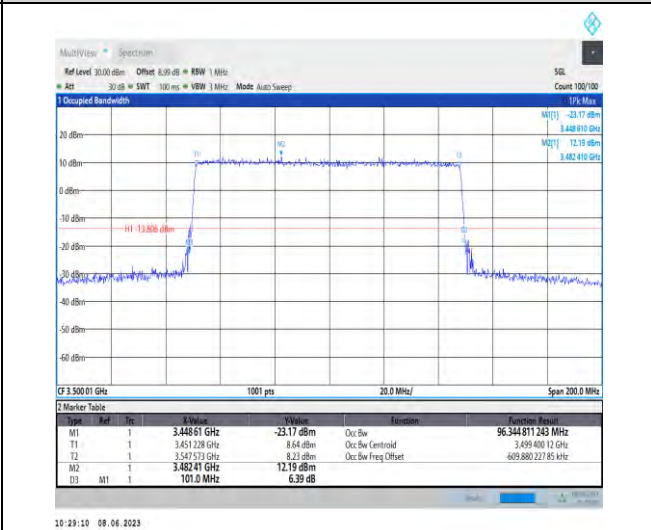 MultiView Spectrum
Ref Level 30.00 dBm Offset 8.99 dB RBW 1 MHz SGL
Att 30 dB SWT 100 ms VBW 3 MHz Mode Auto Sweep Count 100/100
1 Occupied Bandwidth 1Pk Max
M1[1] -23.17 dBm
3.448 610 GHz
M2[1] 12.19 dBm
3.482 410 GHz
20 dBm
M2
T1
10 dBm
0 dBm
-10 dBm
H1 -13.808 dBm
-30 dBm
-40 dBm
-50 dBm
-60 dBm
CF 3.500 01 GHz 1001 pts 20.0 MHz/ Span 200.0 MHz
2 Marker Table
Type Ref Trc X-Value Y-Value Function Function Result
M1 1 3.448 61 GHz -23.17 dBm Occ Bw 96.344 811 243 MHz
T1 1 3.451 228 GHz 8.64 dBm Occ Bw Centroid 3.499 400 12 GHz
T2 1 3.547 573 GHz 8.23 dBm Occ Bw Freq Offset -609.880 227 85 kHz
M2 1 3.482 41 GHz 12.19 dBm
D3 M1 1 101.0 MHz 6.39 dB
10:29:10 08.06.2023